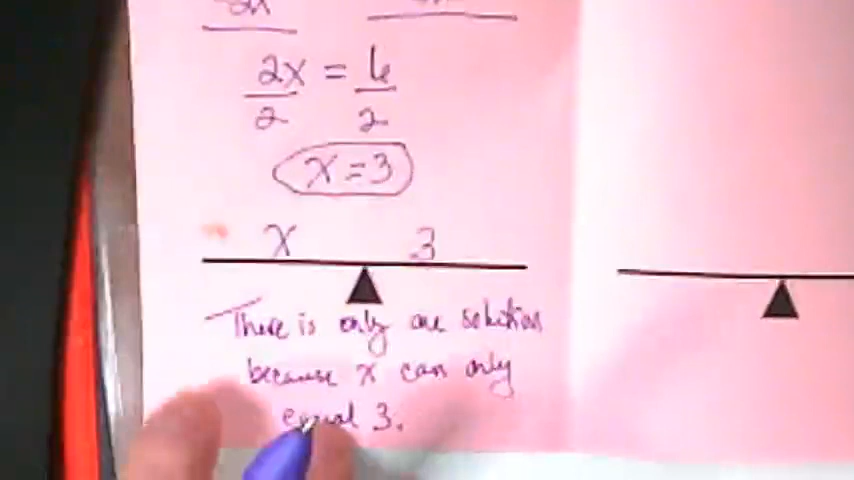 2x = 6
2 2
x = 3
x 3
There is only one solution
because x can only
equal 3.